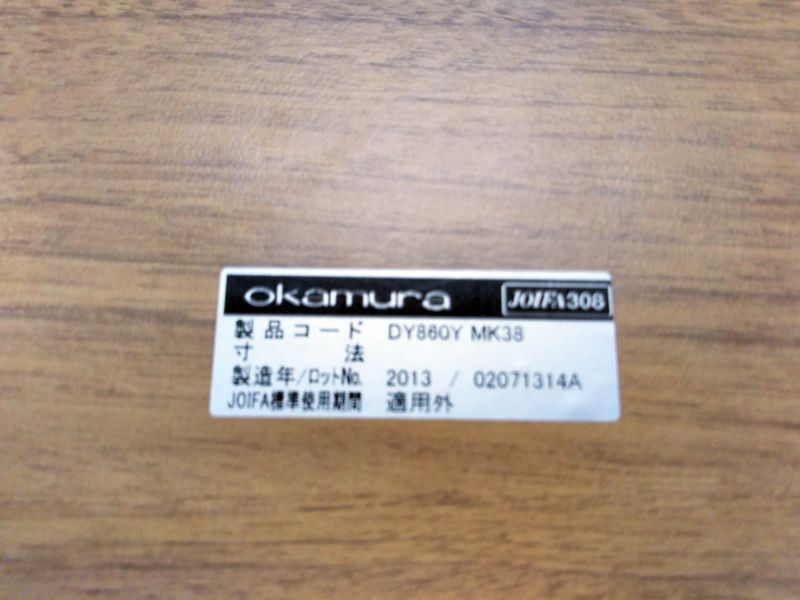 okamura JOIFA308
製品コード DY860Y MK38
寸法
製造年/ロットNo. 2013 / 02071314A
JOIFA標準使用期間 適用外